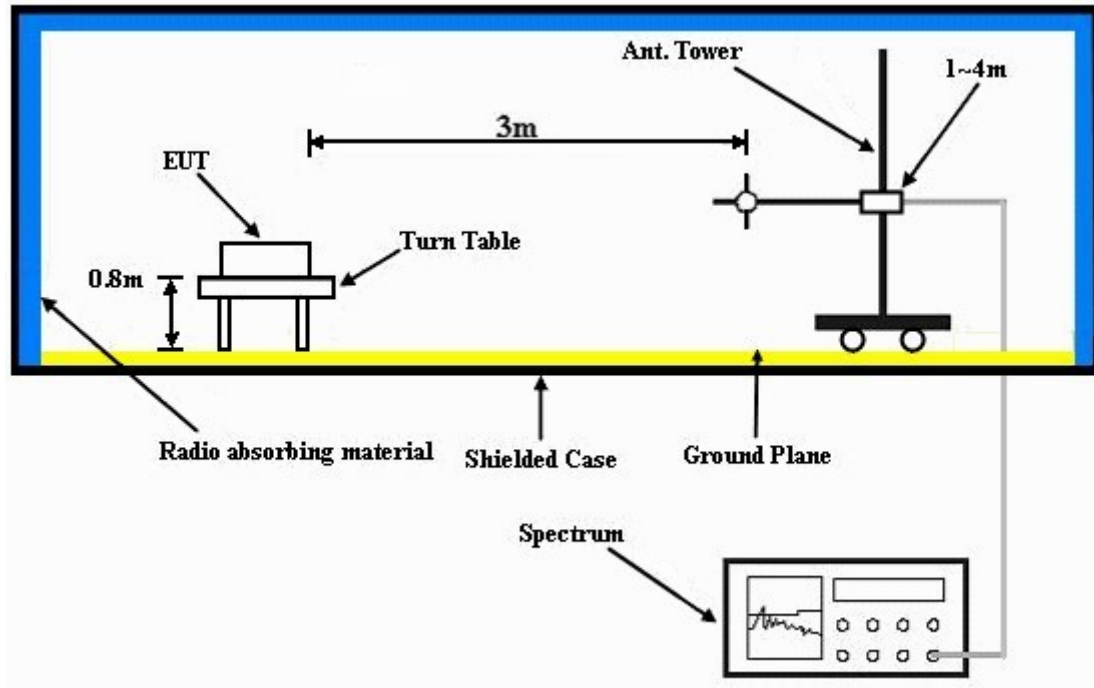 Ant. Tower
1~4m
3m
EUT
Turn Table
0.8m
Radio absorbing material
Shielded Case
Ground Plane
Spectrum